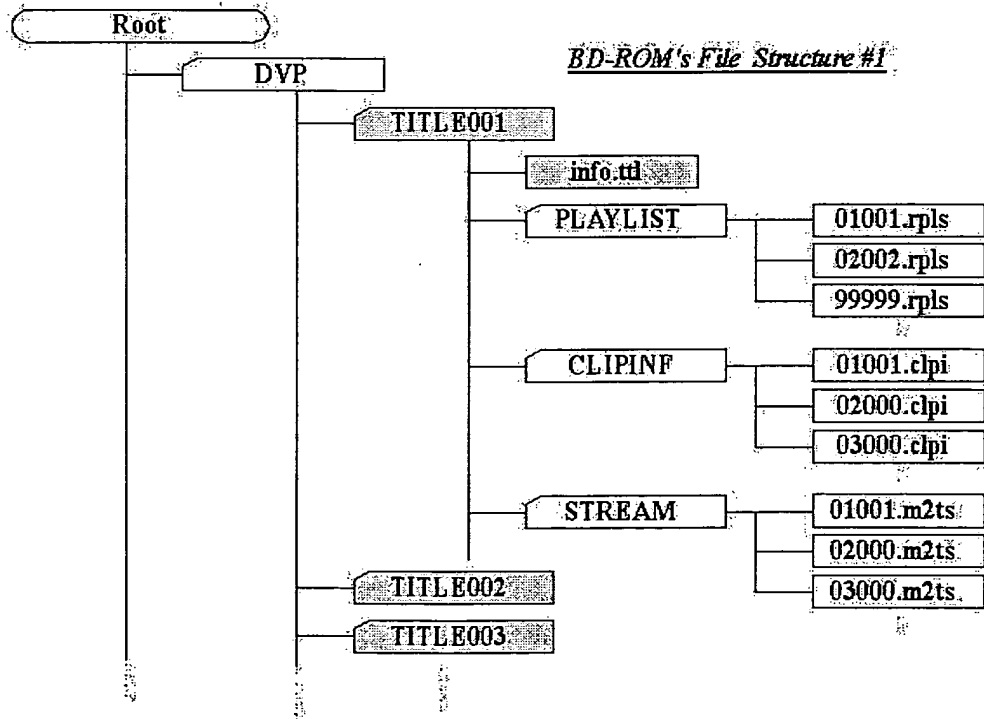 Root
BD-ROM's File Structure #1
DVP
TITLE001
info.ttl
PLAYLIST
01001.rpls
02002.rpls
99999.rpls
CLIPINF
01001.clpi
02000.clpi
03000.clpi
STREAM
01001.m2ts
02000.m2ts
03000.m2ts
TITLE002
TITLE003